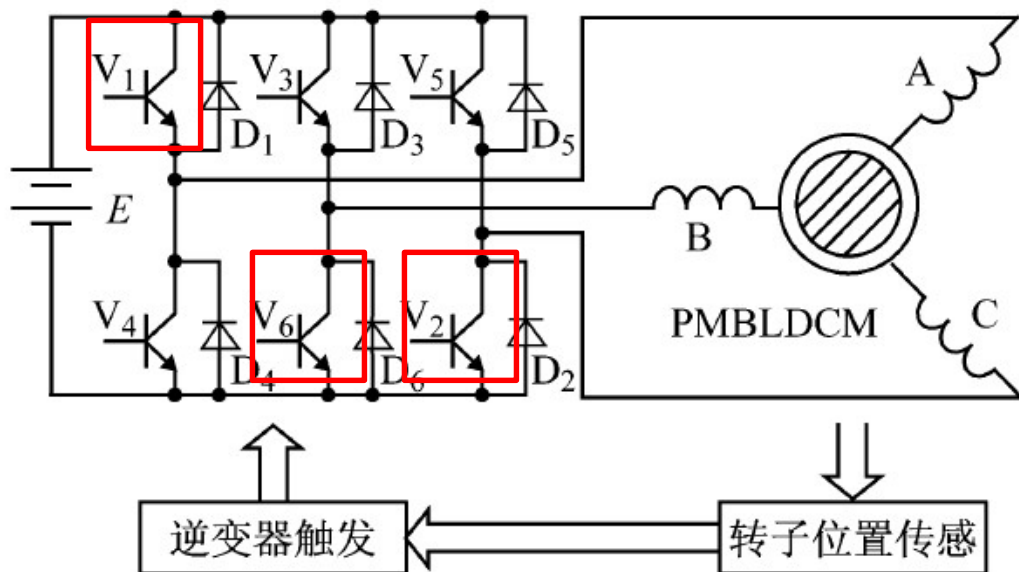 V1 V3 V5
D1 D3 D5
A
E
B
V4 V6 V2
D4 D6 D2
PMBLDCM
C
逆变器触发
转子位置传感